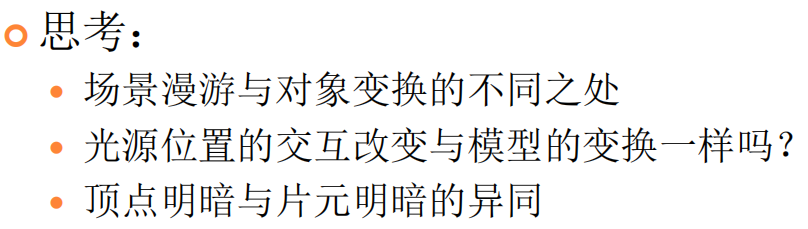 思考：
场景漫游与对象变换的不同之处
光源位置的交互改变与模型的变换一样吗？
顶点明暗与片元明暗的异同